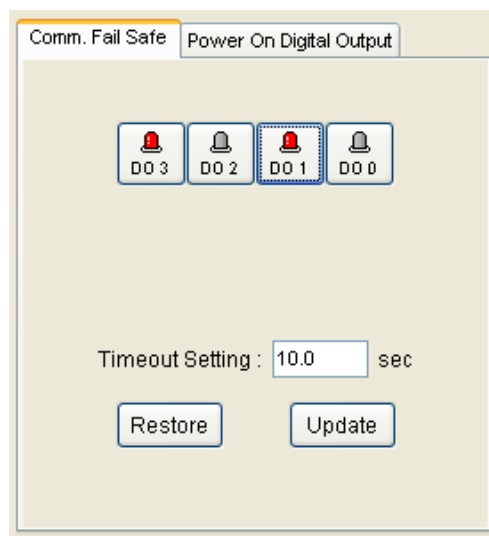 Comm. Fail Safe Power On Digital Output
DO 3 DO 2 DO 1 DO 0
Timeout Setting : 10.0 sec
Restore Update